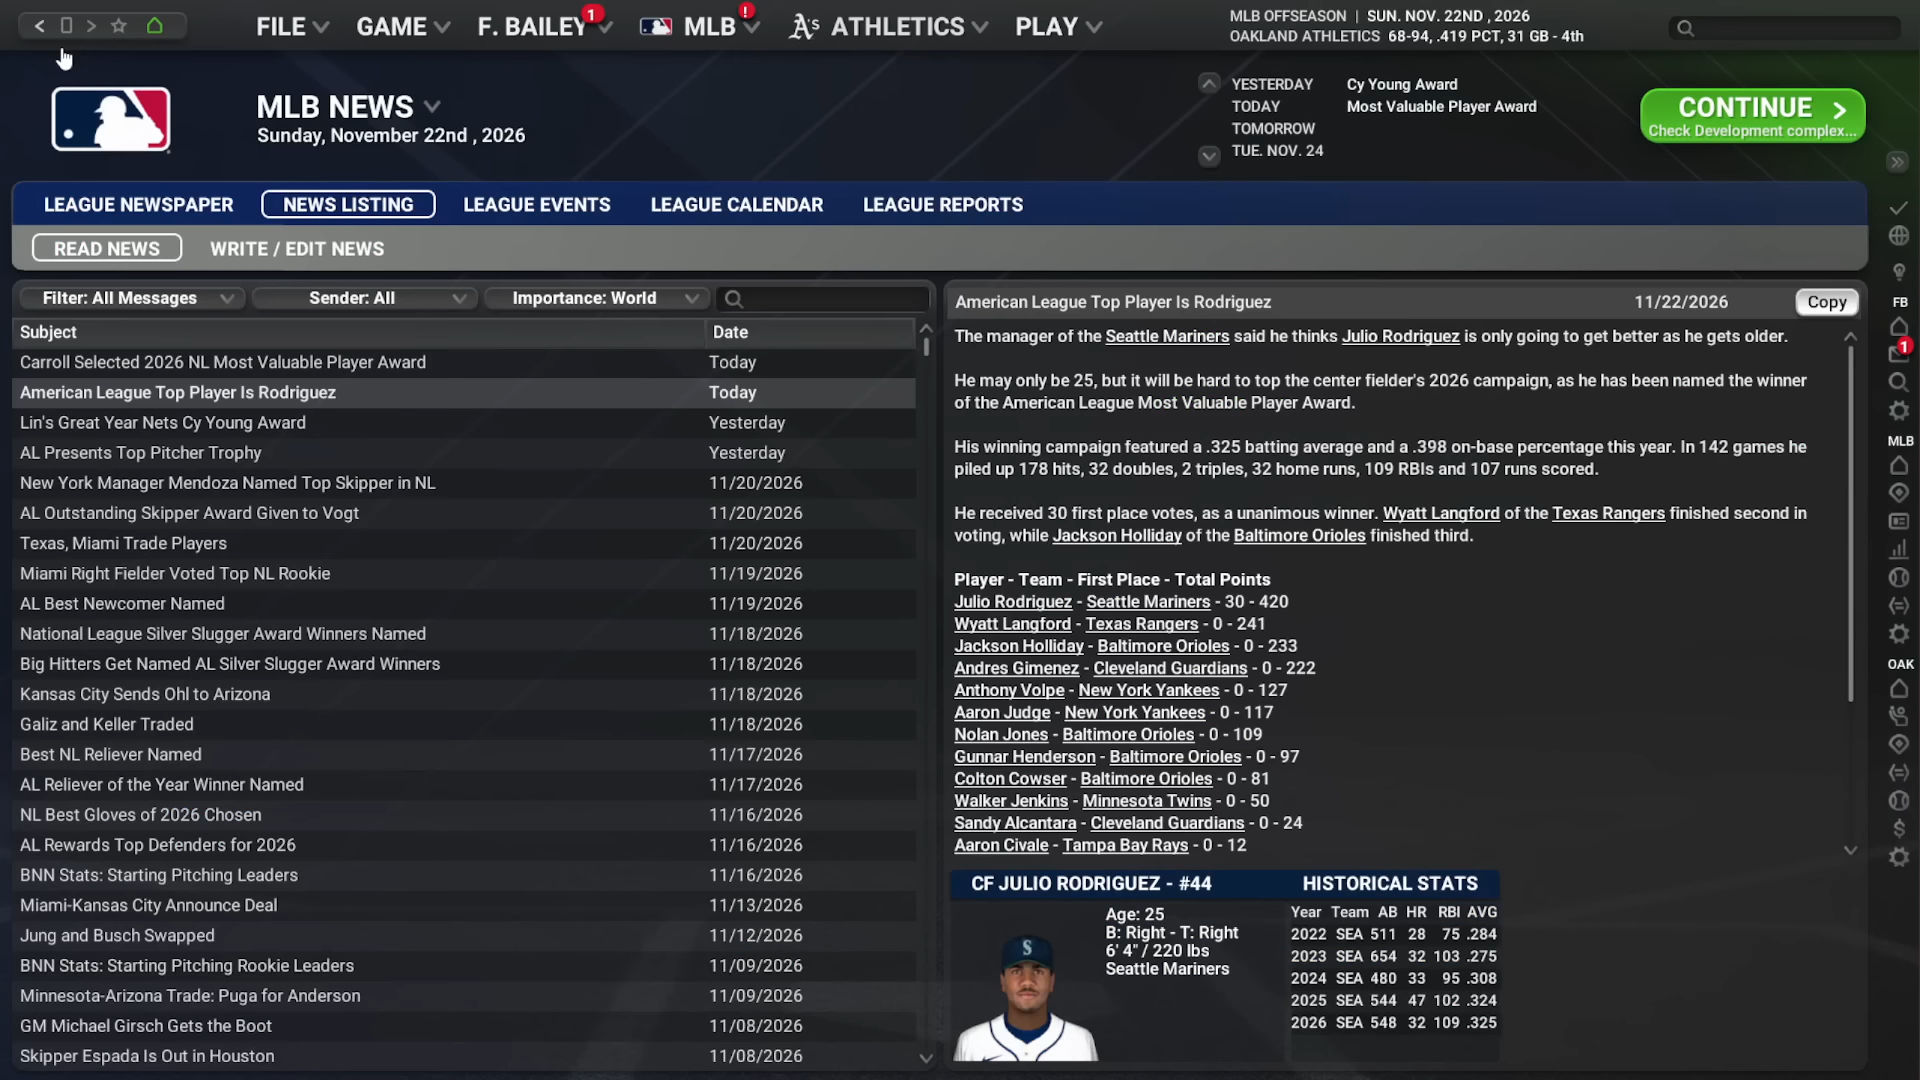 FILE
GAME
F. BAILEY
1
MLB
!
A's ATHLETICS
PLAY
MLB OFFSEASON | SUN. NOV. 22ND , 2026
OAKLAND ATHLETICS 68-94, .419 PCT, 31 GB - 4th
MLB NEWS
Sunday, November 22nd , 2026
YESTERDAY Cy Young Award
TODAY Most Valuable Player Award
TOMORROW
TUE. NOV. 24
CONTINUE
Check Development complex...
LEAGUE NEWSPAPER
NEWS LISTING
LEAGUE EVENTS
LEAGUE CALENDAR
LEAGUE REPORTS
READ NEWS
WRITE / EDIT NEWS
Filter: All Messages
Sender: All
Importance: World
Subject Date
Carroll Selected 2026 NL Most Valuable Player Award Today
American League Top Player Is Rodriguez Today
Lin's Great Year Nets Cy Young Award Yesterday
AL Presents Top Pitcher Trophy Yesterday
New York Manager Mendoza Named Top Skipper in NL 11/20/2026
AL Outstanding Skipper Award Given to Vogt 11/20/2026
Texas, Miami Trade Players 11/20/2026
Miami Right Fielder Voted Top NL Rookie 11/19/2026
AL Best Newcomer Named 11/19/2026
National League Silver Slugger Award Winners Named 11/18/2026
Big Hitters Get Named AL Silver Slugger Award Winners 11/18/2026
Kansas City Sends Ohl to Arizona 11/18/2026
Galiz and Keller Traded 11/18/2026
Best NL Reliever Named 11/17/2026
AL Reliever of the Year Winner Named 11/17/2026
NL Best Gloves of 2026 Chosen 11/16/2026
AL Rewards Top Defenders for 2026 11/16/2026
BNN Stats: Starting Pitching Leaders 11/16/2026
Miami-Kansas City Announce Deal 11/13/2026
Jung and Busch Swapped 11/12/2026
BNN Stats: Starting Pitching Rookie Leaders 11/09/2026
Minnesota-Arizona Trade: Puga for Anderson 11/09/2026
GM Michael Girsch Gets the Boot 11/08/2026
Skipper Espada Is Out in Houston 11/08/2026
American League Top Player Is Rodriguez 11/22/2026 Copy
The manager of the Seattle Mariners said he thinks Julio Rodriguez is only going to get better as he gets older.
He may only be 25, but it will be hard to top the center fielder's 2026 campaign, as he has been named the winner
of the American League Most Valuable Player Award.
His winning campaign featured a .325 batting average and a .398 on-base percentage this year. In 142 games he
piled up 178 hits, 32 doubles, 2 triples, 32 home runs, 109 RBIs and 107 runs scored.
He received 30 first place votes, as a unanimous winner. Wyatt Langford of the Texas Rangers finished second in
voting, while Jackson Holliday of the Baltimore Orioles finished third.
Player - Team - First Place - Total Points
Julio Rodriguez - Seattle Mariners - 30 - 420
Wyatt Langford - Texas Rangers - 0 - 241
Jackson Holliday - Baltimore Orioles - 0 - 233
Andres Gimenez - Cleveland Guardians - 0 - 222
Anthony Volpe - New York Yankees - 0 - 127
Aaron Judge - New York Yankees - 0 - 117
Nolan Jones - Baltimore Orioles - 0 - 109
Gunnar Henderson - Baltimore Orioles - 0 - 97
Colton Cowser - Baltimore Orioles - 0 - 81
Walker Jenkins - Minnesota Twins - 0 - 50
Sandy Alcantara - Cleveland Guardians - 0 - 24
Aaron Civale - Tampa Bay Rays - 0 - 12
CF JULIO RODRIGUEZ - #44
Age: 25
B: Right - T: Right
6' 4" / 220 lbs
Seattle Mariners
S
HISTORICAL STATS
Year Team AB HR RBI AVG
2022 SEA 511 28 75 .284
2023 SEA 654 32 103 .275
2024 SEA 480 33 95 .308
2025 SEA 544 47 102 .324
2026 SEA 548 32 109 .325
FB
1
MLB
OAK
$